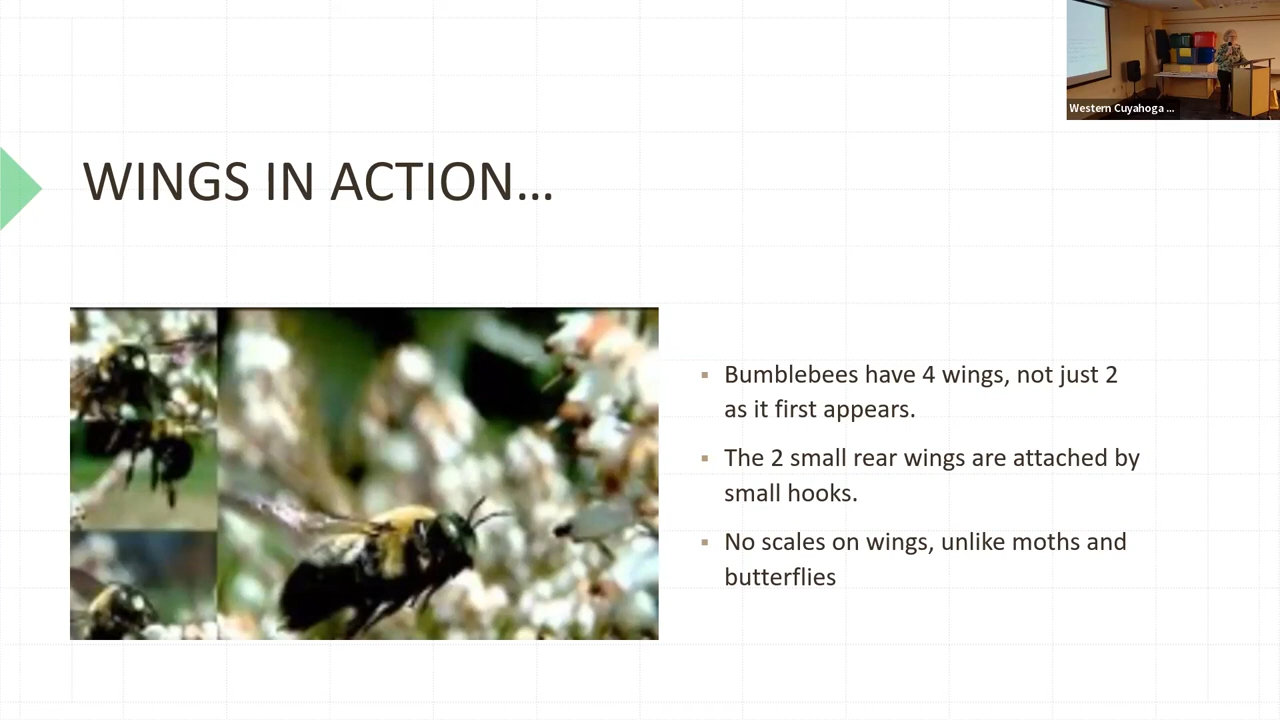 Western Cuyahoga ...
WINGS IN ACTION...
▪ Bumblebees have 4 wings, not just 2
as it first appears.
▪ The 2 small rear wings are attached by
small hooks.
▪ No scales on wings, unlike moths and
butterflies